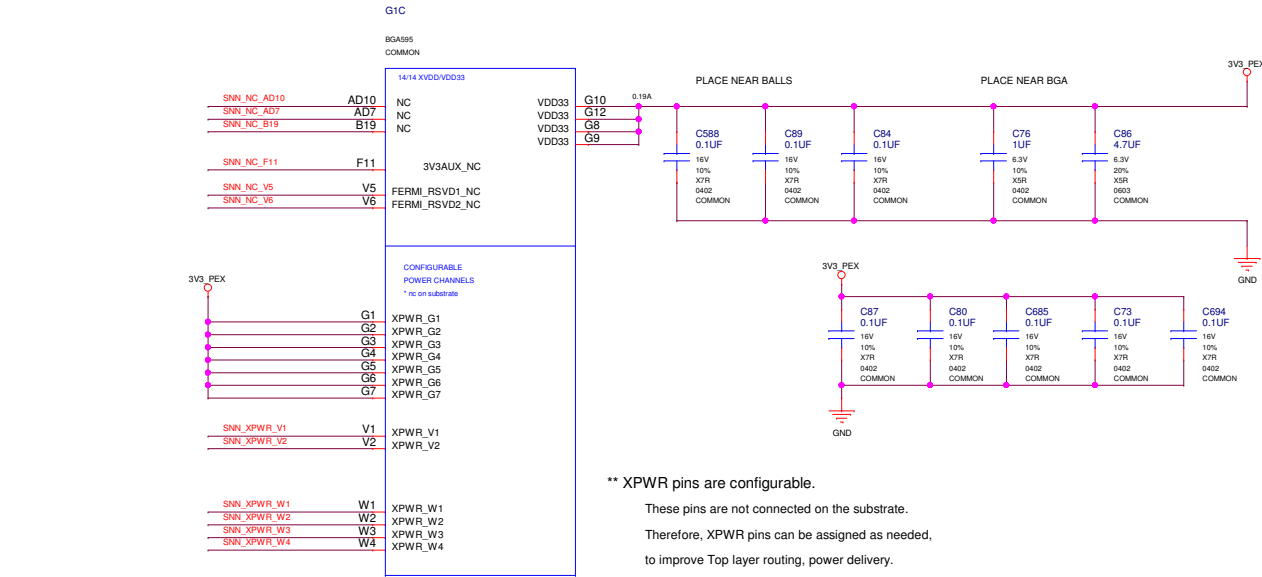 G1C
BGA595
COMMON
14/14 XVDD/VDD33
SNN_NC_AD10 AD10 NC VDD33 G10 0.19A
SNN_NC_AD7 AD7 NC VDD33 G12
SNN_NC_B19 B19 NC VDD33 G8
VDD33 G9
SNN_NC_F11 F11 3V3AUX_NC
SNN_NC_V5 V5 FERMI_RSVD1_NC
SNN_NC_V6 V6 FERMI_RSVD2_NC
PLACE NEAR BALLS PLACE NEAR BGA
3V3_PEX
C588 C89 C84 C76 C86
0.1UF 0.1UF 0.1UF 1UF 4.7UF
16V 16V 16V 6.3V 6.3V
10% 10% 10% 10% 20%
X7R X7R X7R X5R X5R
0402 0402 0402 0402 0603
COMMON COMMON COMMON COMMON COMMON
GND
CONFIGURABLE
POWER CHANNELS
* nc on substrate
3V3_PEX
G1 XPWR_G1
G2 XPWR_G2
G3 XPWR_G3
G4 XPWR_G4
G5 XPWR_G5
G6 XPWR_G6
G7 XPWR_G7
SNN_XPWR_V1 V1 XPWR_V1
SNN_XPWR_V2 V2 XPWR_V2
SNN_XPWR_W1 W1 XPWR_W1
SNN_XPWR_W2 W2 XPWR_W2
SNN_XPWR_W3 W3 XPWR_W3
SNN_XPWR_W4 W4 XPWR_W4
3V3_PEX
C87 C80 C685 C73 C694
0.1UF 0.1UF 0.1UF 0.1UF 0.1UF
16V 16V 16V 16V 16V
10% 10% 10% 10% 10%
X7R X7R X7R X7R X7R
0402 0402 0402 0402 0402
COMMON COMMON COMMON COMMON COMMON
GND
** XPWR pins are configurable.
These pins are not connected on the substrate.
Therefore, XPWR pins can be assigned as needed,
to improve Top layer routing, power delivery.